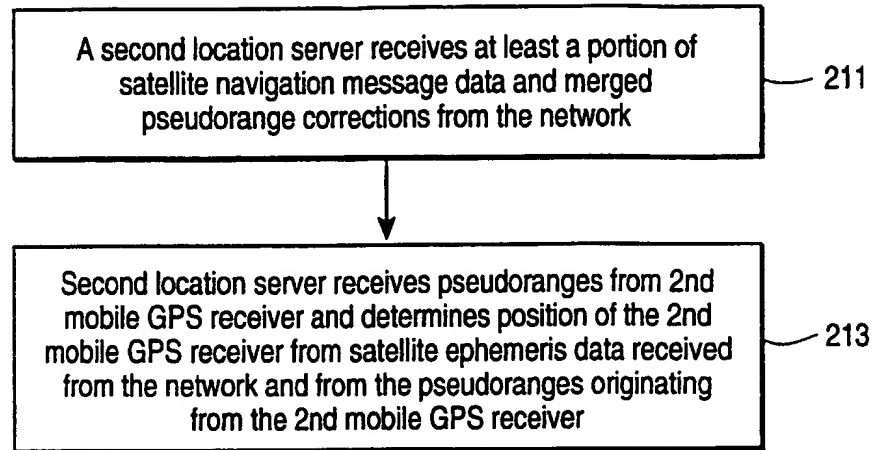 A second location server receives at least a portion of
satellite navigation message data and merged
pseudorange corrections from the network
211
Second location server receives pseudoranges from 2nd
mobile GPS receiver and determines position of the 2nd
mobile GPS receiver from satellite ephemeris data received
from the network and from the pseudoranges originating
from the 2nd mobile GPS receiver
213